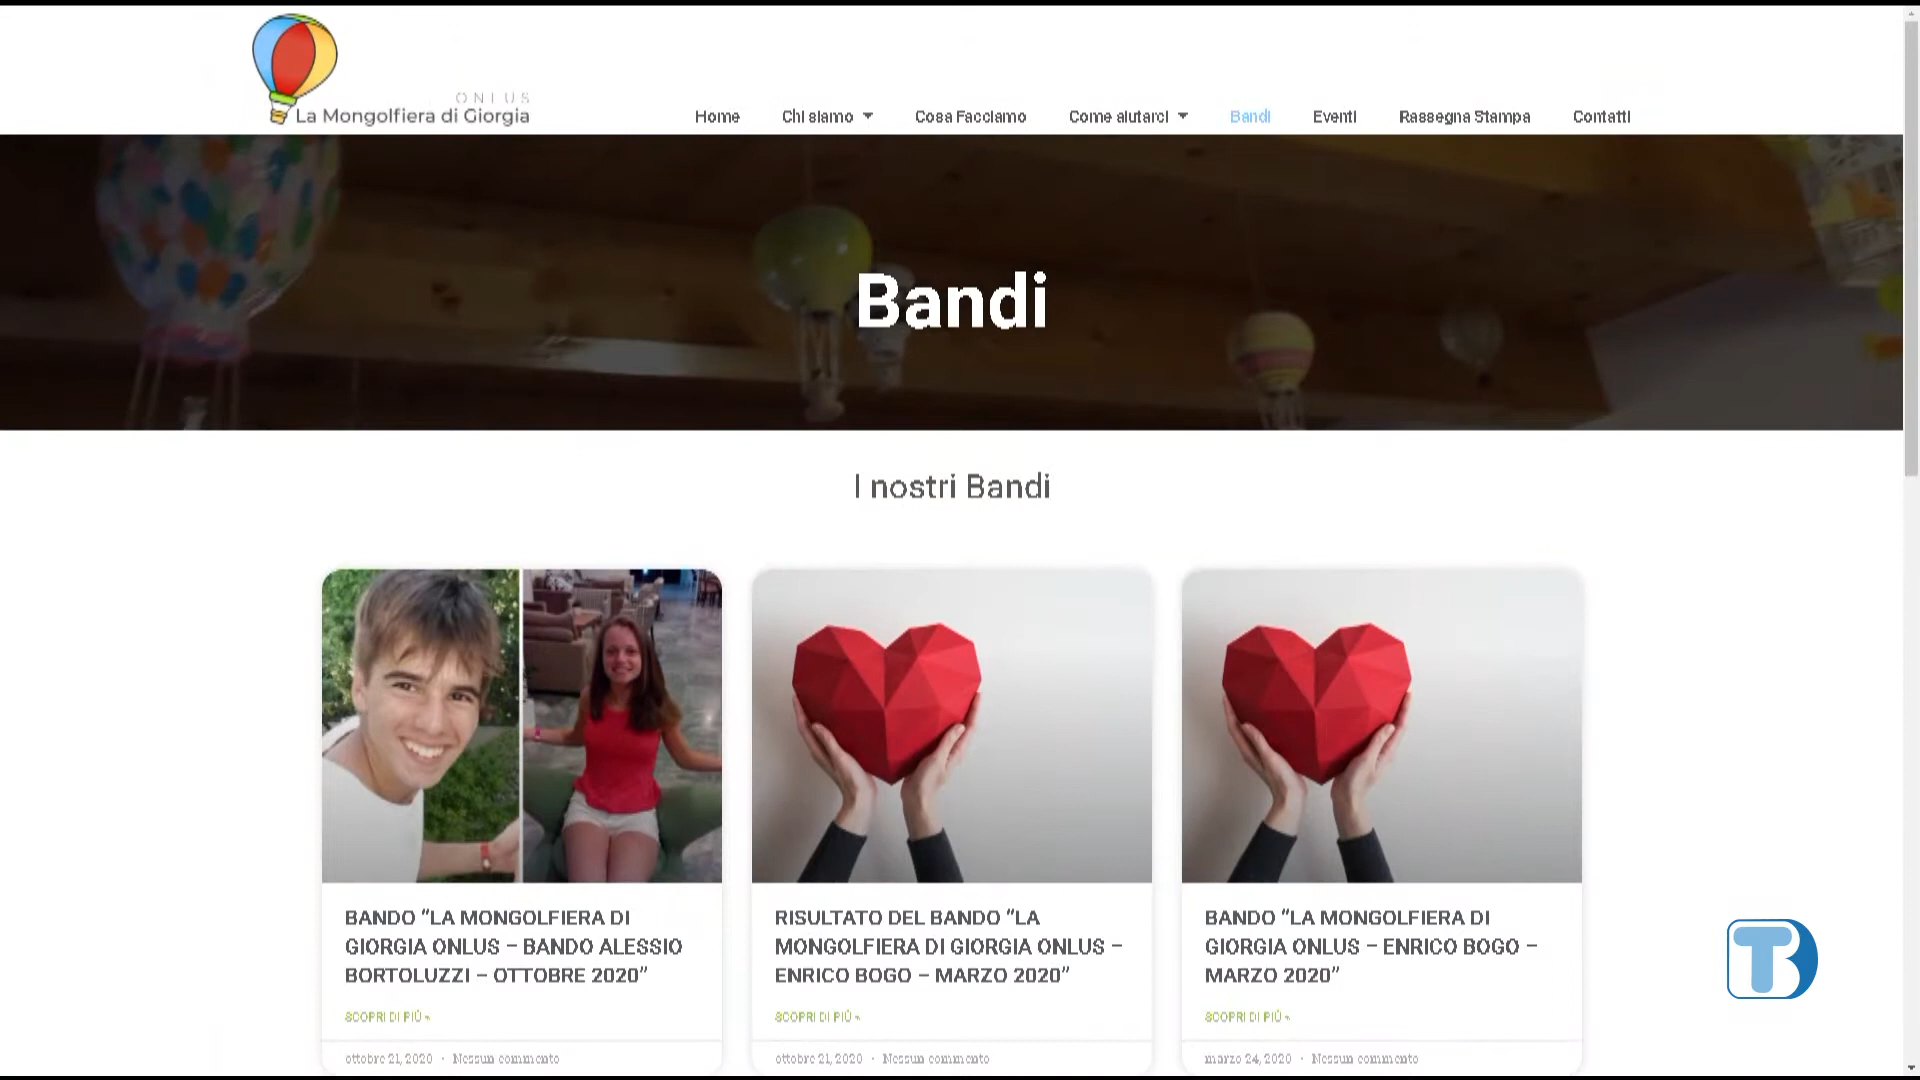 ONLUS
La Mongolfiera di Giorgia
Home Chi siamo Cosa Facciamo Come aiutarci Bandi Eventi Rassegna Stampa Contatti
Bandi
I nostri Bandi
BANDO “LA MONGOLFIERA DI
GIORGIA ONLUS – BANDO ALESSIO
BORTOLUZZI – OTTOBRE 2020”
SCOPRI DI PIÙ »
ottobre 21, 2020 • Nessun commento
RISULTATO DEL BANDO “LA
MONGOLFIERA DI GIORGIA ONLUS –
ENRICO BOGO – MARZO 2020”
SCOPRI DI PIÙ »
ottobre 21, 2020 • Nessun commento
BANDO “LA MONGOLFIERA DI
GIORGIA ONLUS – ENRICO BOGO –
MARZO 2020”
SCOPRI DI PIÙ »
marzo 24, 2020 • Nessun commento
TB